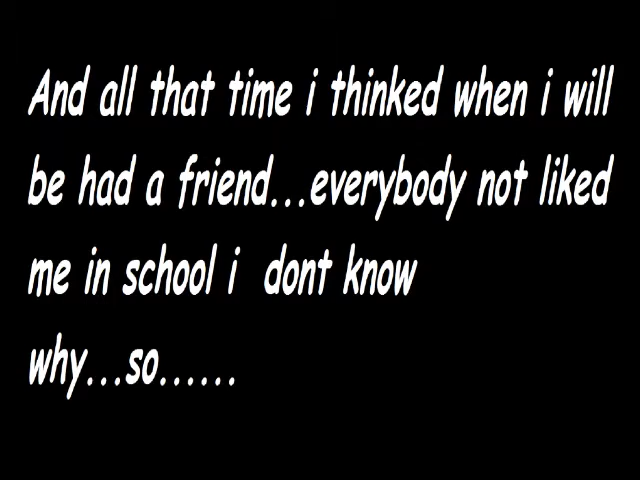 And all that time i thinked when i will
be had a friend...everybody not liked
me in school i  dont know
why...so......